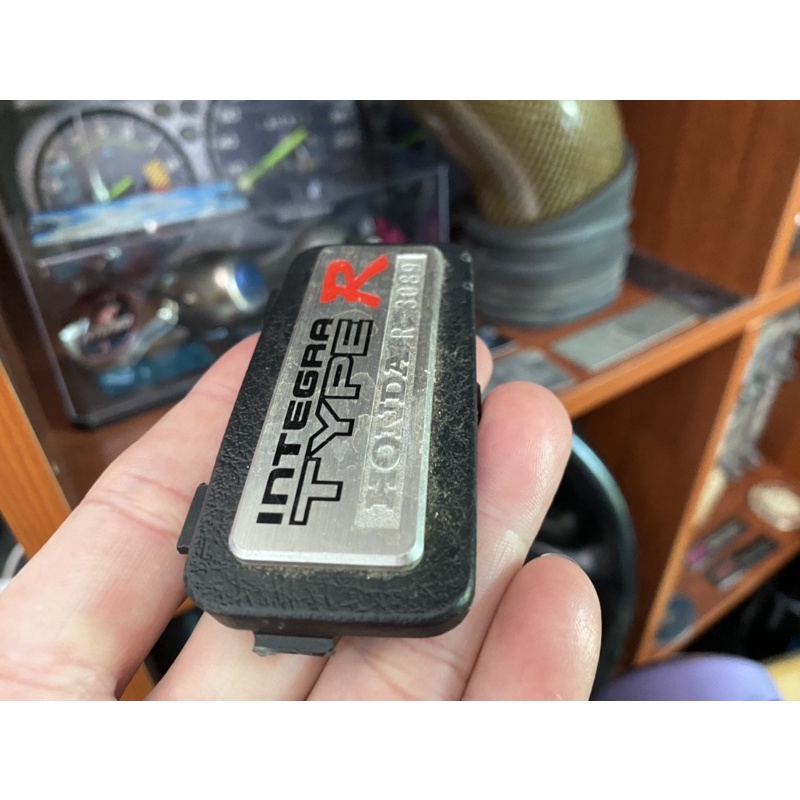 INTEGRA
TYPE R
HONDA R 3089